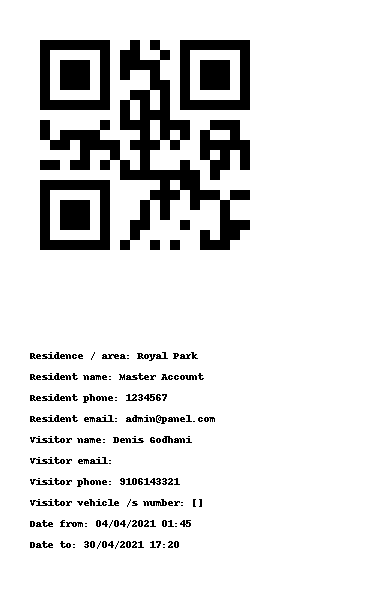 Residence / area: Royal Park
Resident name: Master Account
Resident phone: 1234567
Resident email: admin@panel.com
Visitor name: Denis Godhani
Visitor email:
Visitor phone: 9106143321
Visitor vehicle /s number: []
Date from: 04/04/2021 01:45
Date to: 30/04/2021 17:20